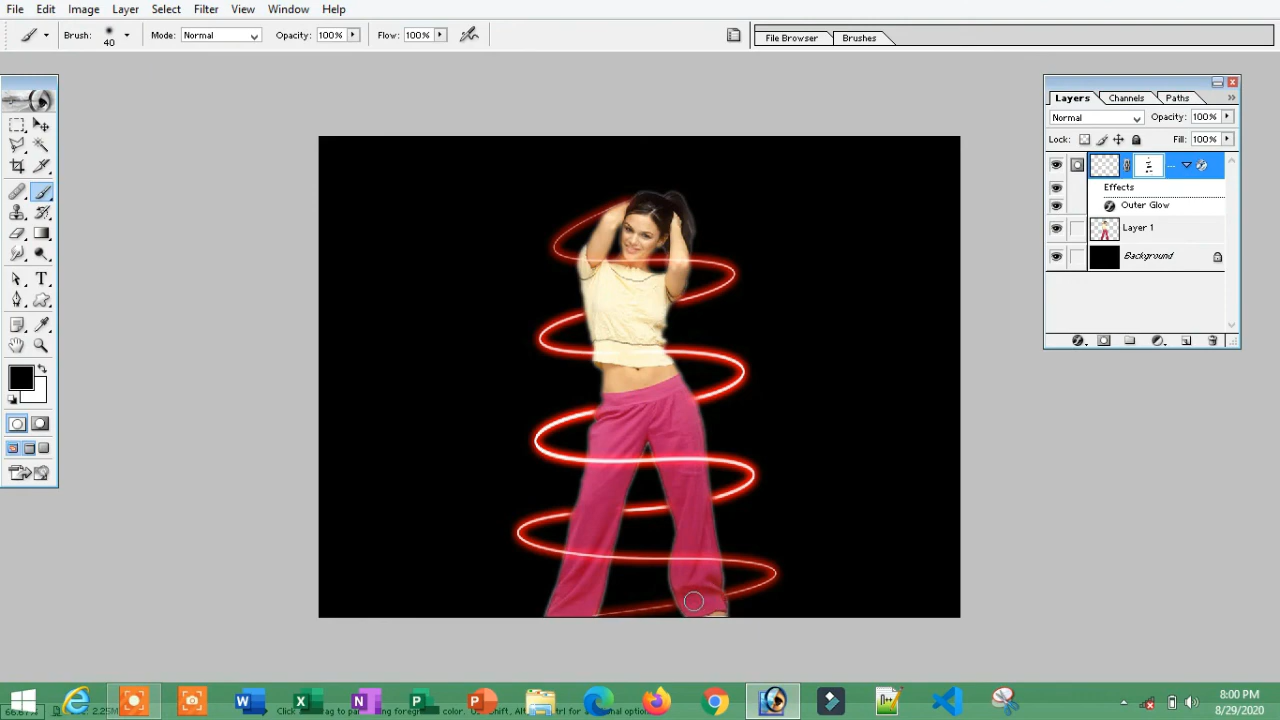 File Edit Image Layer Select Filter View Window Help
Brush: 40 Mode: Normal Opacity: 100% Flow: 100% File Browser Brushes
Layers Channels Paths
Normal Opacity: 100%
Lock: Fill: 100%
Effects
Outer Glow
Layer 1
Background
8:00 PM
8/29/2020